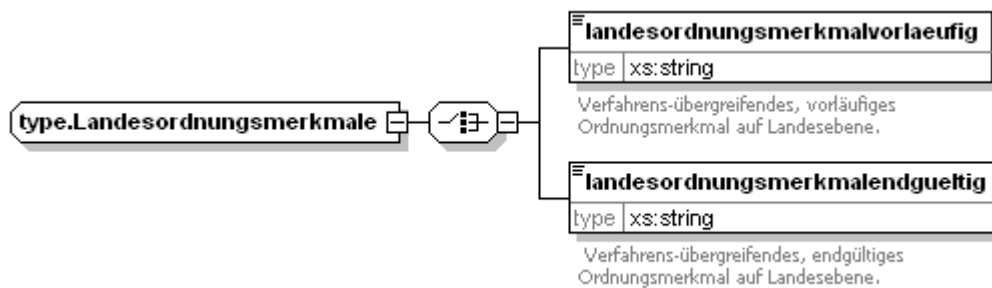 type.Landesordnungsmerkmale
landesordnungsmerkmalvorlaeufig
type xs:string
Verfahrens-übergreifendes, vorläufiges
Ordnungsmerkmal auf Landesebene.
landesordnungsmerkmalendgueltig
type xs:string
Verfahrens-übergreifendes, endgültiges
Ordnungsmerkmal auf Landesebene.